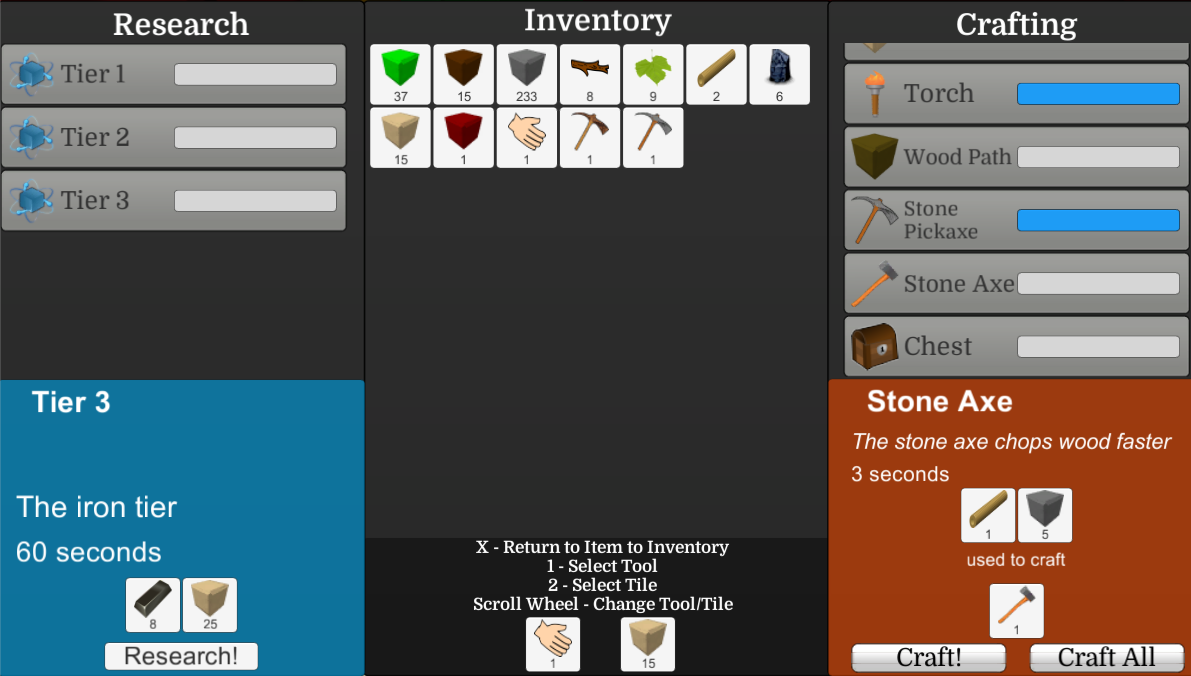 Research
Tier 1
Tier 2
Tier 3
Tier 3
The iron tier
60 seconds
8
25
Research!
Inventory
37
15
233
8
9
2
6
15
1
1
1
1
X - Return to Item to Inventory
1 - Select Tool
2 - Select Tile
Scroll Wheel - Change Tool/Tile
1
15
Crafting
Torch
Wood Path
Stone
Pickaxe
Stone Axe
Chest
Stone Axe
The stone axe chops wood faster
3 seconds
1
5
used to craft
1
Craft!
Craft All